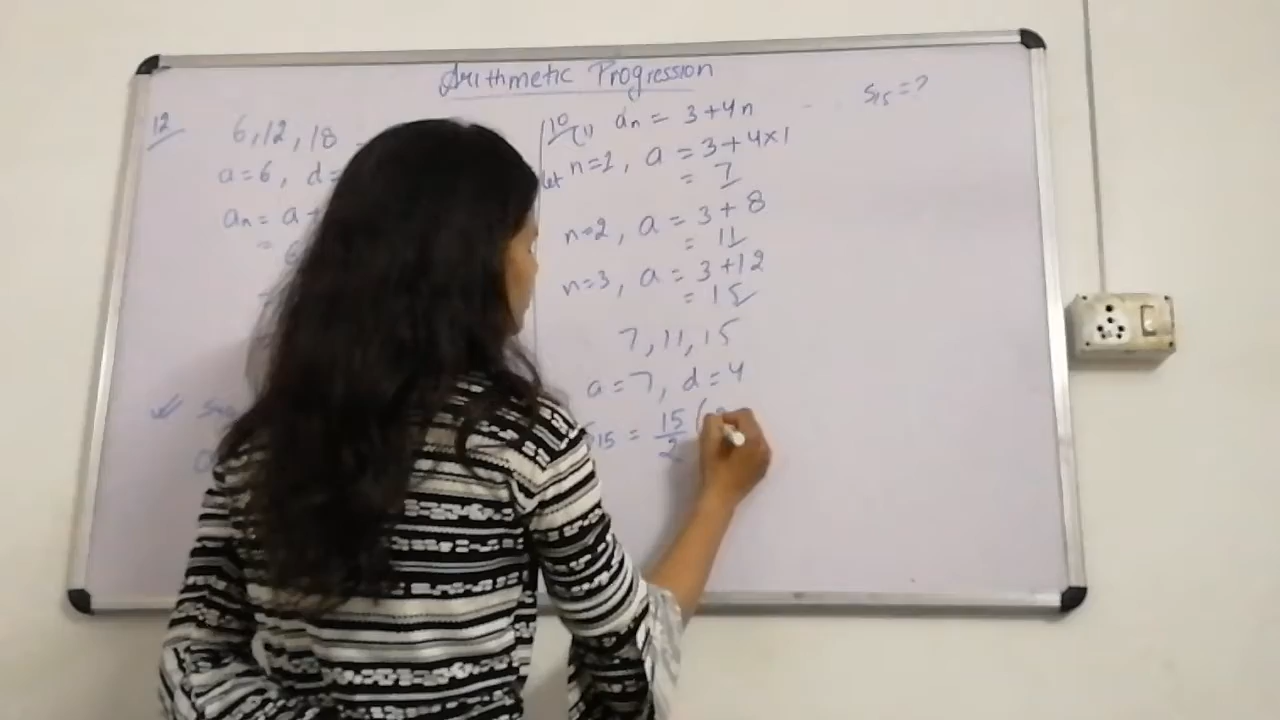 Arithmetic Progression
12
6, 12, 18
a=6, d=
an = a +
= 6
10 (i) an = 3+4n
S15 = ?
let n=1, a = 3+4×1
= 7
n=2, a = 3 + 8
= 11
n=3, a = 3+12
= 15
7, 11, 15
a = 7, d = 4
S15 = 15/2 (